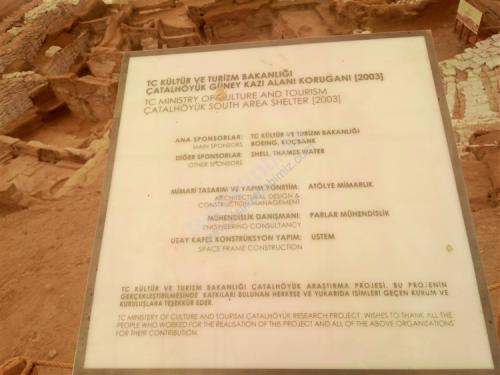 TC KÜLTÜR VE TURİZM BAKANLIĞI
ÇATALHÖYÜK GÜNEY KAZI ALANI KORUGANI [2003]
TC MINISTRY OF CULTURE AND TOURISM
ÇATALHÖYÜK SOUTH AREA SHELTER [2003]
ANA SPONSORLAR: TC KÜLTÜR VE TURİZM BAKANLIĞI
MAIN SPONSORS BOEING, KOÇBANK
DİĞER SPONSORLAR: SHELL, THAMES WATER
OTHER SPONSORS
MİMARİ TASARIM VE YAPIM YÖNETİM: ATÖLYE MİMARLIK
ARCHITECTURAL DESIGN &
CONSTRUCTION MANAGEMENT
MÜHENDİSLİK DANIŞMANI: PARLAR MÜHENDİSLİK
ENGINEERING CONSULTANCY
UZAY KAFES KONSTRÜKSİYON YAPIM: USTEM
SPACE FRAME CONSTRUCTION
TC KÜLTÜR VE TURİZM BAKANLIĞI ÇATALHÖYÜK ARAŞTIRMA PROJESİ, BU PROJENİN
GERÇEKLEŞTİRİLMESİNDE KATKILARI BULUNAN HERKESE VE YUKARIDA İSİMLERİ GEÇEN KURUM VE
KURULUŞLARA TEŞEKKÜR EDER.
TC MINISTRY OF CULTURE AND TOURISM ÇATALHÖYÜK RESEARCH PROJECT, WISHES TO THANK ALL THE
PEOPLE WHO WORKED FOR THE REALISATION OF THIS PROJECT AND ALL OF THE ABOVE ORGANIZATIONS
FOR THEIR CONTRIBUTION.